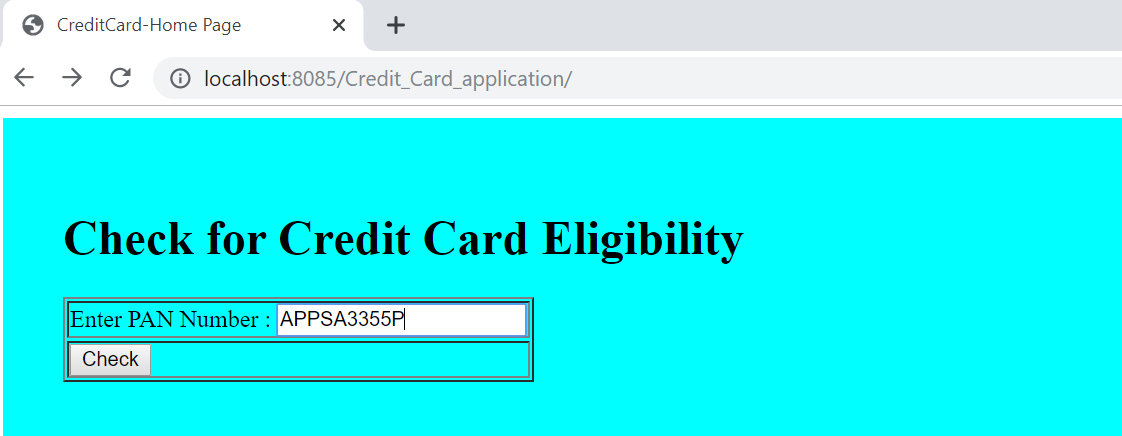 CreditCard-Home Page
localhost:8085/Credit_Card_application/
Check for Credit Card Eligibility
Enter PAN Number : APPSA3355P
Check